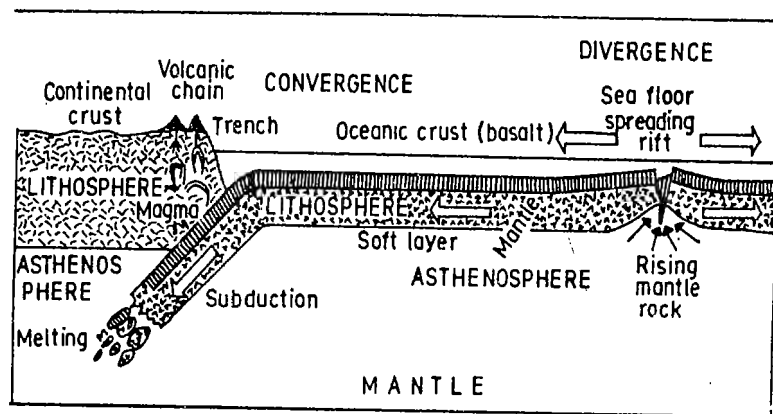 DIVERGENCE
Volcanic
chain
CONVERGENCE
Continental
crust
Trench
Oceanic crust (basalt)
Sea floor
spreading
rift
LITHOSPHERE
Magma
LITHOSPHERE
Mantle
Soft layer
ASTHENOS
PHERE
ASTHENOSPHERE
Rising
mantle
rock
Subduction
Melting
MANTLE